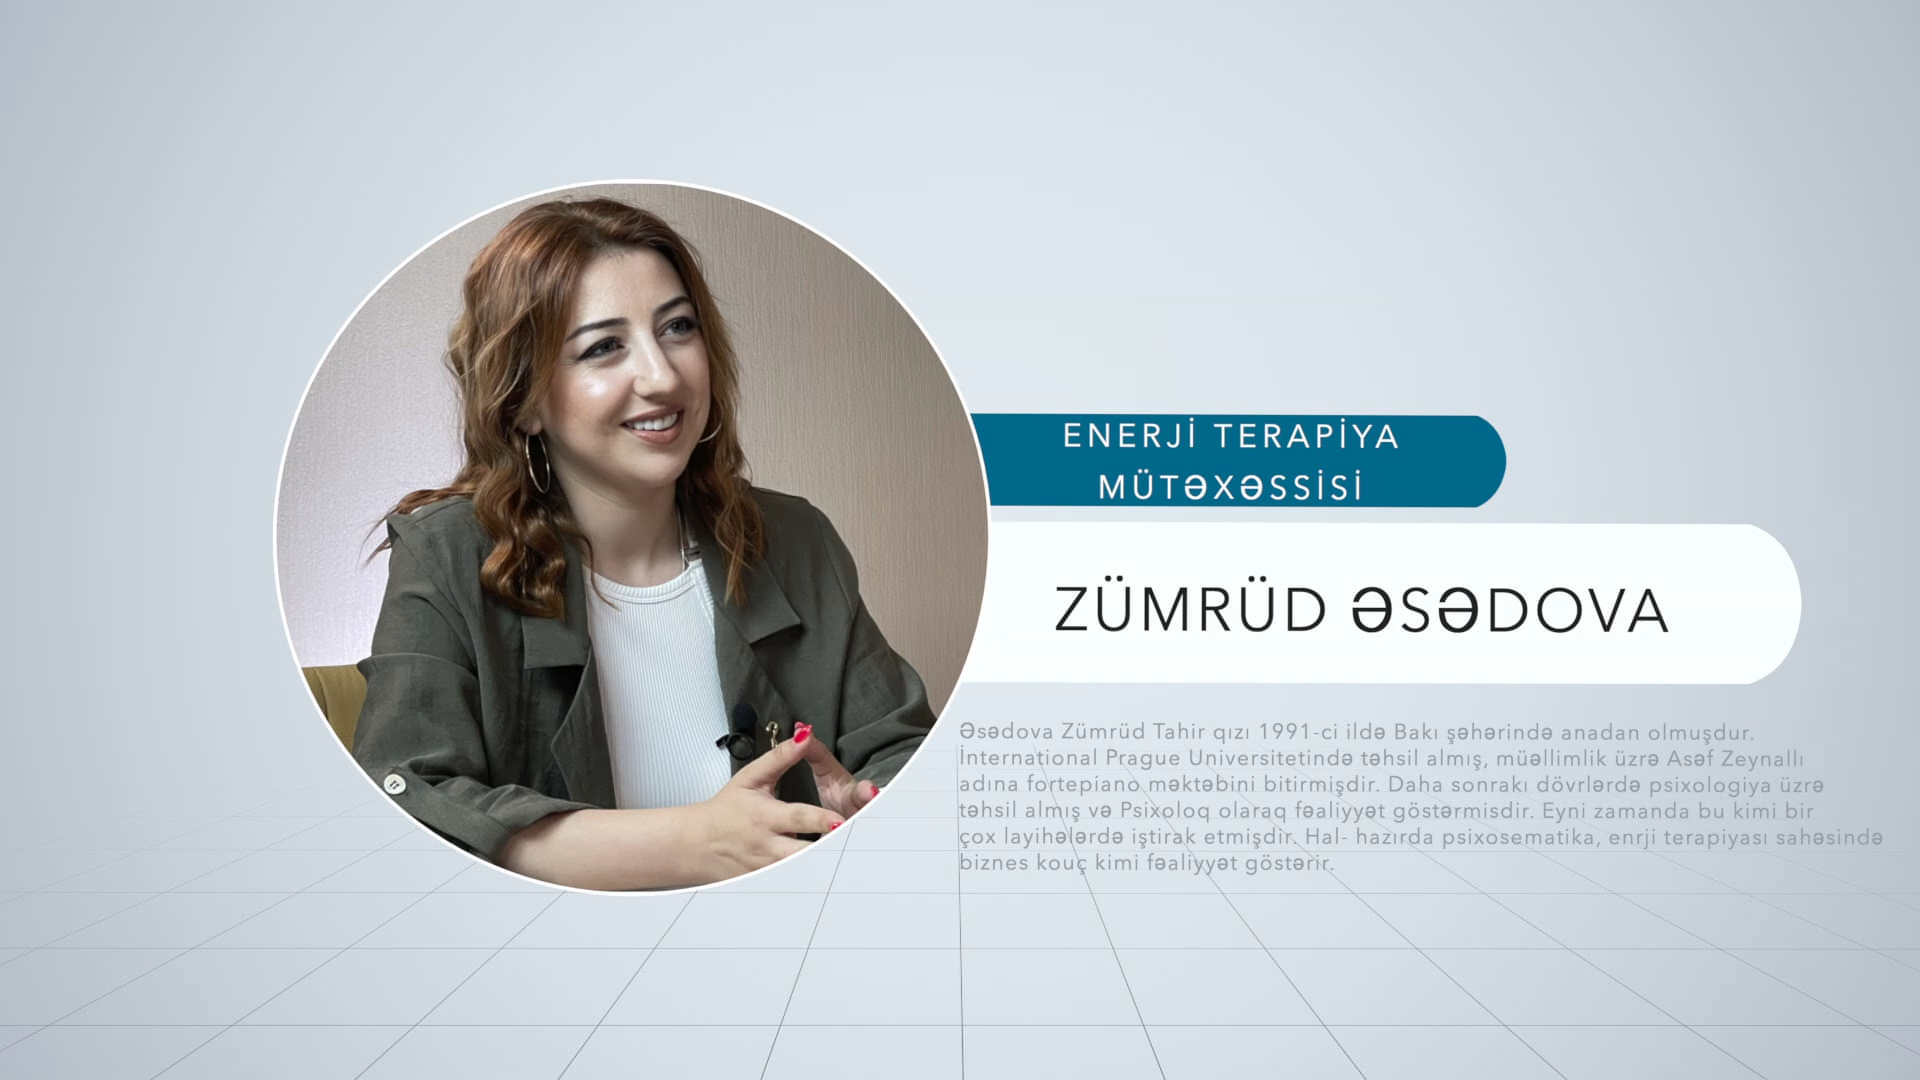 ENERJİ TERAPİYA
MÜTƏXƏSSİSİ
ZÜMRÜD ƏSƏDOVA
Əsədova Zümrüd Tahir qızı 1991-ci ildə Bakı şəhərində anadan olmuşdur.
İnternational Prague Universitetində təhsil almış, müəllimlik üzrə Asəf Zeynallı
adına fortepiano məktəbini bitirmişdir. Daha sonrakı dövrlərdə psixologiya üzrə
təhsil almış və Psixoloq olaraq fəaliyyət göstərmisdir. Eyni zamanda bu kimi bir
çox layihələrdə iştirak etmişdir. Hal- hazırda psixosematika, enrji terapiyası sahəsində
biznes kouç kimi fəaliyyət göstərir.